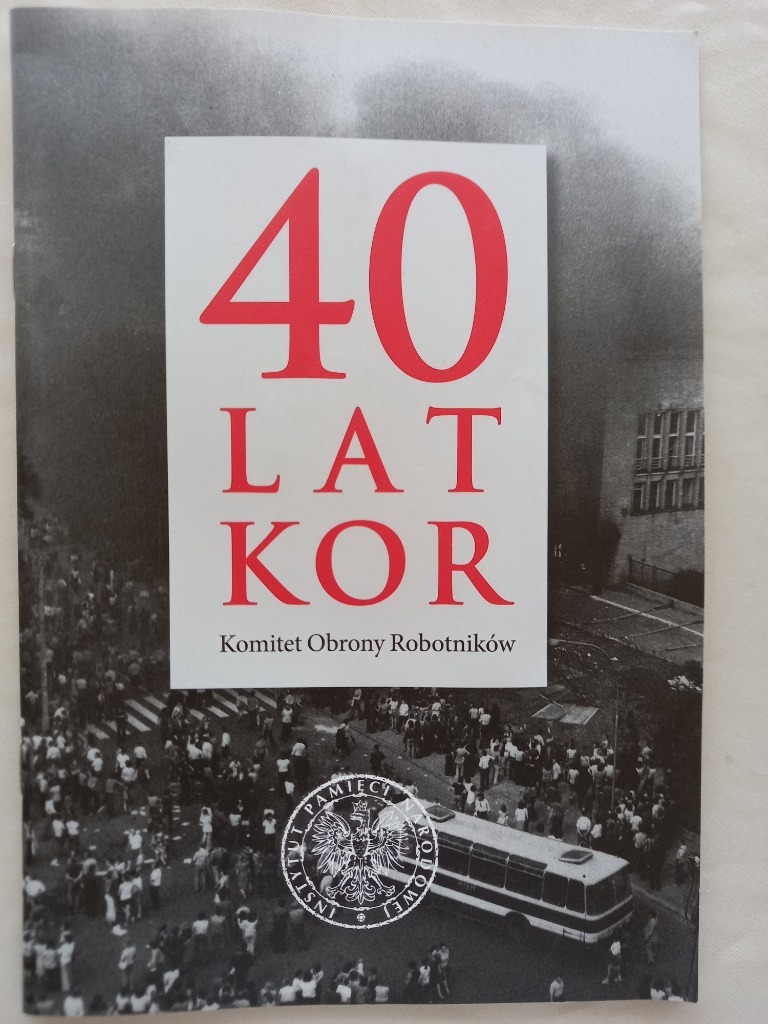 40
LAT
KOR
Komitet Obrony Robotników
INSTYTUT PAMIĘCI NARODOWEJ